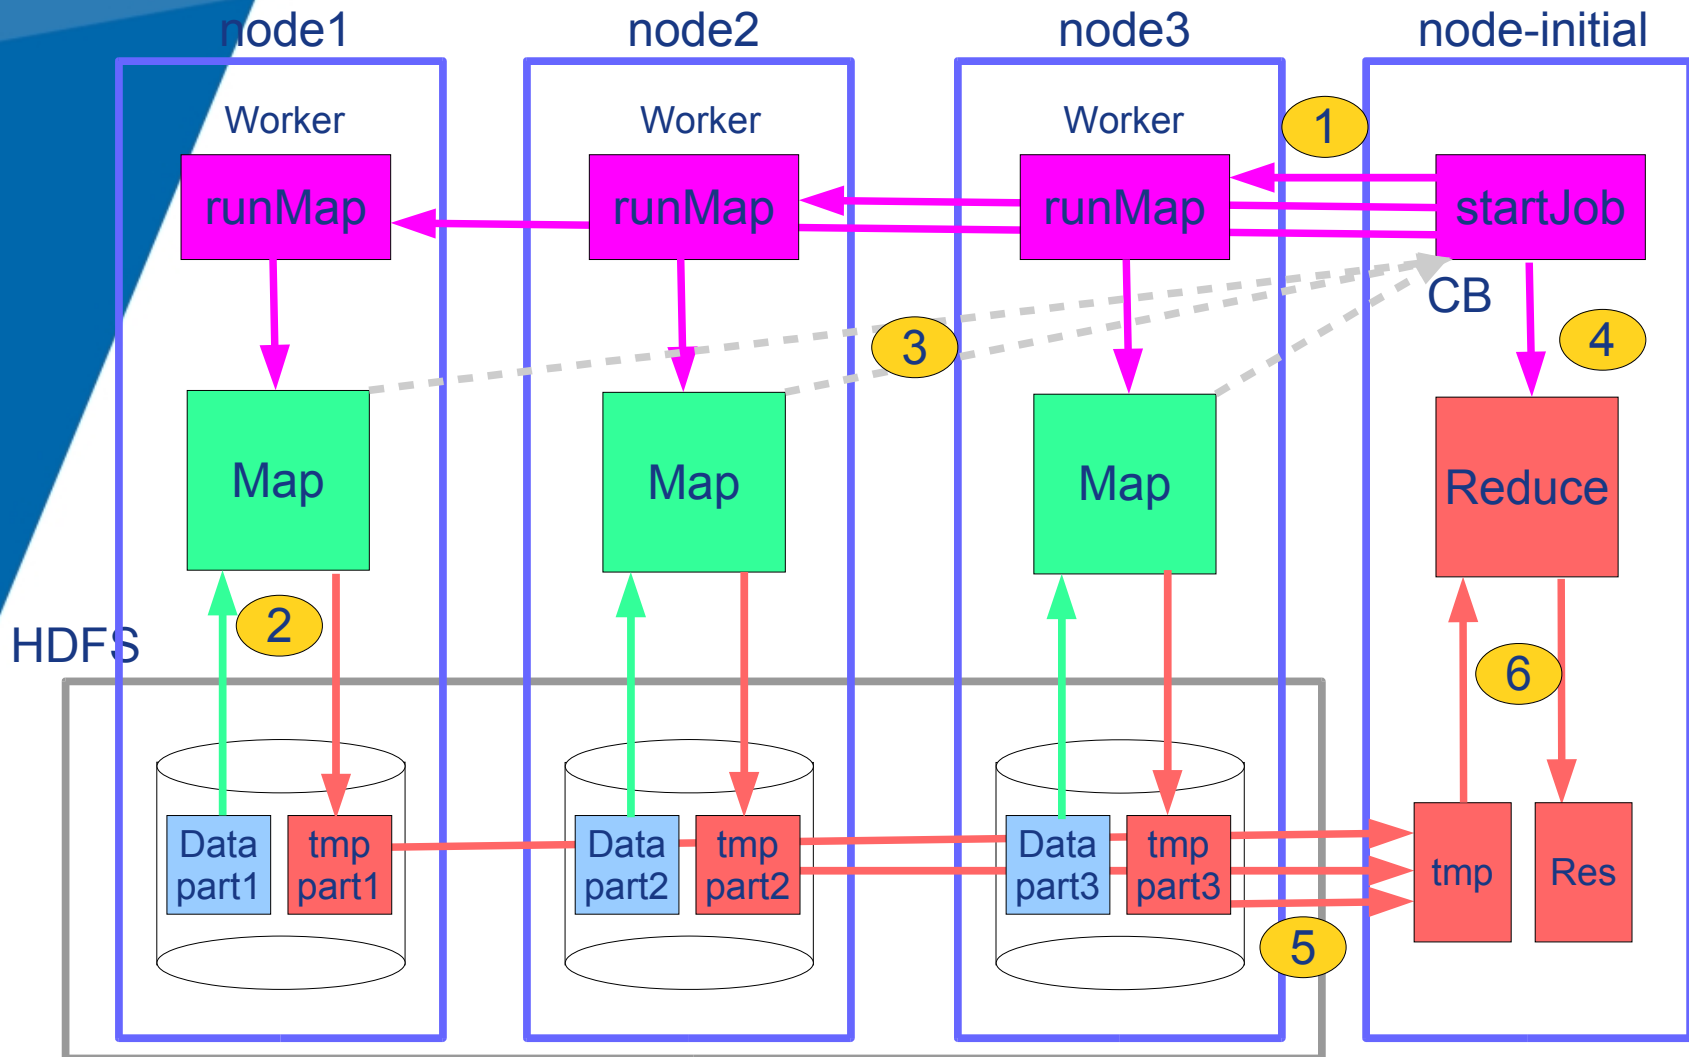 node1
node2
node3
node-initial
Worker
Worker
Worker
1
runMap
runMap
runMap
startJob
CB
3
4
Map
Map
Map
Reduce
2
HDFS
6
Data
part1
tmp
part1
Data
part2
tmp
part2
Data
part3
tmp
part3
tmp
Res
5